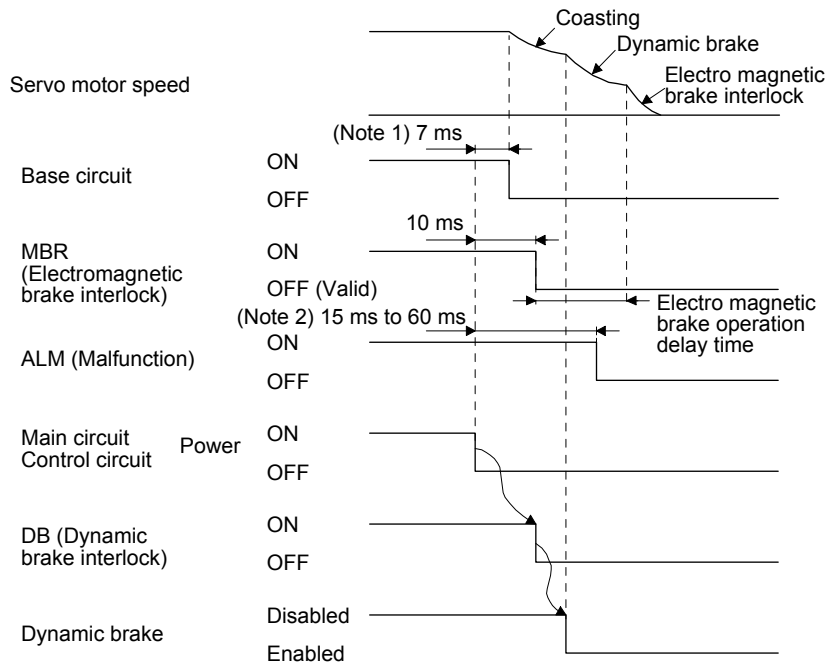 Coasting
Dynamic brake
Electro magnetic
brake interlock
Servo motor speed
(Note 1) 7 ms
Base circuit
ON
OFF
10 ms
MBR
(Electromagnetic
brake interlock)
ON
OFF (Valid)
Electro magnetic
brake operation
delay time
(Note 2) 15 ms to 60 ms
ALM (Malfunction)
ON
OFF
Main circuit
Control circuit
Power
ON
OFF
DB (Dynamic
brake interlock)
ON
OFF
Dynamic brake
Disabled
Enabled